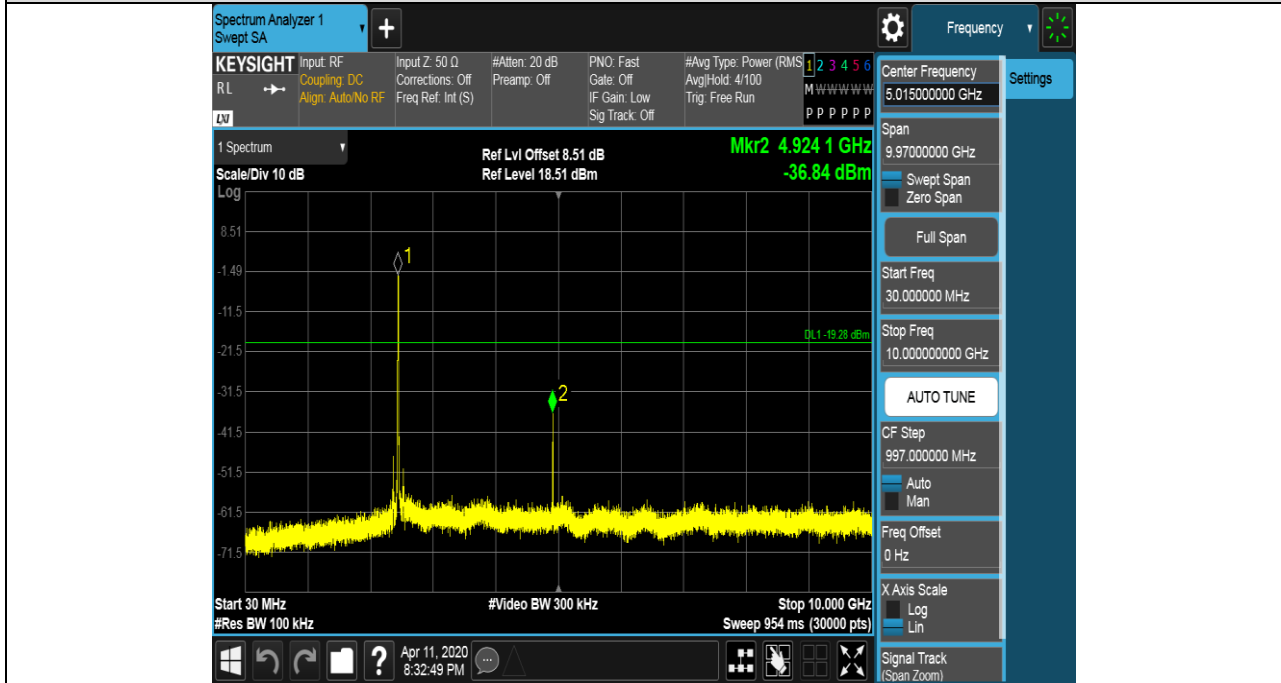 Spectrum Analyzer 1
Swept SA
+
Frequency
KEYSIGHT
RL
LXI
Input: RF
Coupling: DC
Align: Auto/No RF
Input Z: 50 Ω
Corrections: Off
Freq Ref: Int (S)
#Atten: 20 dB
Preamp: Off
PNO: Fast
Gate: Off
IF Gain: Low
Sig Track: Off
#Avg Type: Power (RMS
Avg|Hold: 4/100
Trig: Free Run
1 2 3 4 5 6
M W W W W W
P P P P P P
1 Spectrum
Scale/Div 10 dB
Ref Lvl Offset 8.51 dB
Ref Level 18.51 dBm
Mkr2 4.924 1 GHz
-36.84 dBm
Log
8.51
-1.49
-11.5
-21.5
-31.5
-41.5
-51.5
-61.5
-71.5
1
2
DL1 -19.28 dBm
Start 30 MHz
#Res BW 100 kHz
#Video BW 300 kHz
Stop 10.000 GHz
Sweep 954 ms (30000 pts)
?
Apr 11, 2020
8:32:49 PM
Center Frequency
5.015000000 GHz
Settings
Span
9.97000000 GHz
Swept Span
Zero Span
Full Span
Start Freq
30.000000 MHz
Stop Freq
10.000000000 GHz
AUTO TUNE
CF Step
997.000000 MHz
Auto
Man
Freq Offset
0 Hz
X Axis Scale
Log
Lin
Signal Track
(Span Zoom)